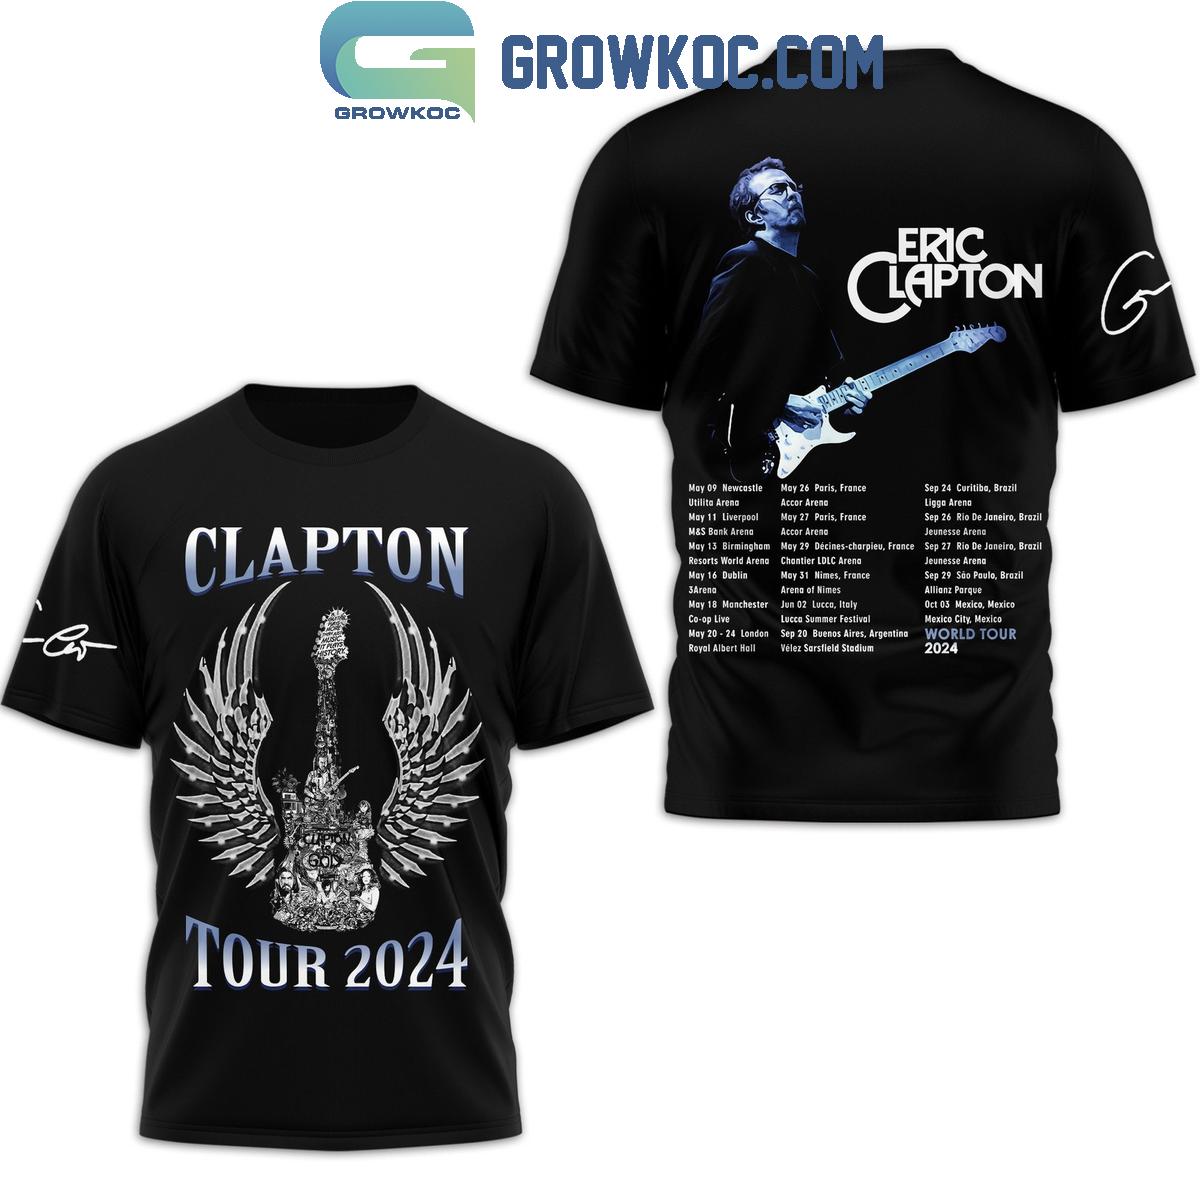 GROWKOC
GROWKOC.COM
ERIC
CLAPTON
May 09 Newcastle
Utilita Arena
May 11 Liverpool
M&S Bank Arena
May 13 Birmingham
Resorts World Arena
May 16 Dublin
3Arena
May 18 Manchester
Co-op Live
May 20 - 24 London
Royal Albert Hall
May 26 Paris, France
Accor Arena
May 27 Paris, France
Accor Arena
May 29 Décines-charpieu, France
Chantier LDLC Arena
May 31 Nimes, France
Arena of Nimes
Jun 02 Lucca, Italy
Lucca Summer Festival
Sep 20 Buenos Aires, Argentina
Vélez Sarsfield Stadium
Sep 24 Curitiba, Brazil
Ligga Arena
Sep 26 Rio De Janeiro, Brazil
Jeunesse Arena
Sep 27 Rio De Janeiro, Brazil
Jeunesse Arena
Sep 29 São Paulo, Brazil
Allianz Parque
Oct 03 Mexico, Mexico
Mexico City, Mexico
WORLD TOUR
2024
CLAPTON
MUSIC
CLAPTON
IS
GOD
TOUR 2024